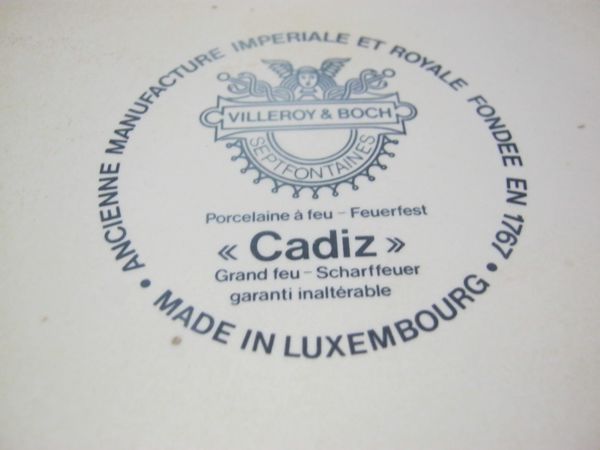 • ANCIENNE MANUFACTURE IMPERIALE ET ROYALE FONDEE EN 1767 •
VILLEROY & BOCH
SEPTFONTAINES
Porcelaine à feu – Feuerfest
« Cadiz »
Grand feu – Scharffeuer
garanti inaltérable
MADE IN LUXEMBOURG